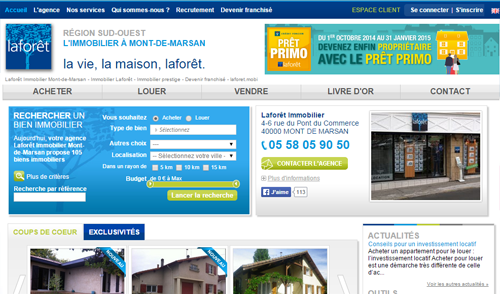 Accueil L'agence Nos services Qui sommes-nous ? Recrutement Devenir franchisé ESPACE CLIENT Se connecter | S'inscrire
laforêt
RÉGION SUD-OUEST
L'IMMOBILIER À MONT-DE-MARSAN
la vie, la maison, laforêt.
PRÊT
PRIMO
DU 1er OCTOBRE 2014 AU 31 JANVIER 2015
DEVENEZ ENFIN PROPRIÉTAIRE
AVEC LE PRÊT PRIMO
Laforet Immobilier Mont-de-Marsan - Immobilier Laforêt - Immobilier prestige - Devenir franchisé - laforet.mobi
ACHETER LOUER VENDRE LIVRE D'OR CONTACT
RECHERCHER UN
BIEN IMMOBILIER
Aujourd'hui, votre agence
Laforêt Immobilier Mont-
de-Marsan propose 105
biens immobiliers
Plus de critères
Recherche par référence
Vous souhaitez Acheter Louer
Type de bien Sélectionnez
Autres choix ---
Localisation -- Sélectionnez votre ville
Dans un rayon de 5 km 10 km 15 km
Budget de 0 € à Max
Lancer la recherche
Laforêt Immobilier
4-6 rue du Pont du Commerce
40000 MONT DE MARSAN
05 58 05 90 50
CONTACTER L'AGENCE
Plus d'informations
J'aime 113
COUPS DE COEUR EXCLUSIVITÉS
NOUVEAU
NOUVEAU
ACTUALITÉS
Conseils pour un investissement locatif
Acheter un appartement pour le louer :
l'investissement locatif Acheter pour louer
est une démarche très différente de celle
d'ac...
Voir les autres actualités »
OUTILS